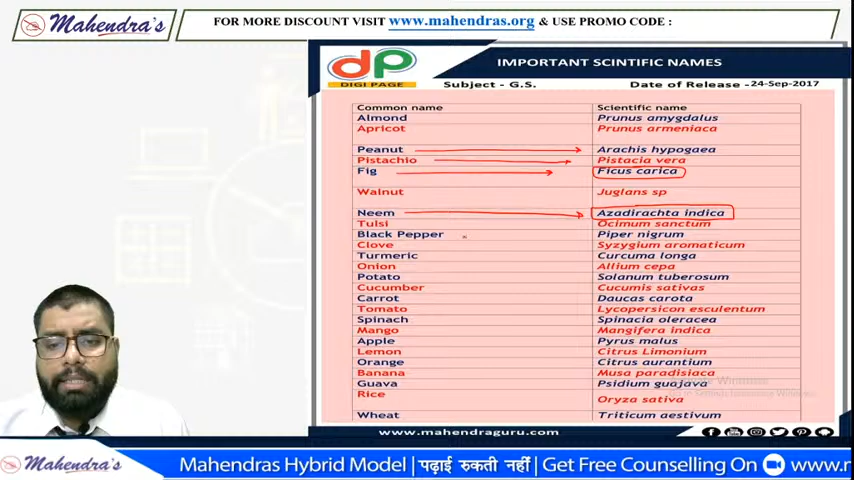 Mahendra's
FOR MORE DISCOUNT VISIT www.mahendras.org & USE PROMO CODE :
Mahendra's
dp
DIGI PAGE
IMPORTANT SCINTIFIC NAMES
Subject - G.S.
Date of Release -24-Sep-2017
Common name Scientific name
Almond Prunus amygdalus
Apricot Prunus armeniaca
Peanut Arachis hypogaea
Pistachio Pistacia vera
Fig Ficus carica
Walnut Juglans sp
Neem Azadirachta indica
Tulsi Ocimum sanctum
Black Pepper Piper nigrum
Clove Syzygium aromaticum
Turmeric Curcuma longa
Onion Allium cepa
Potato Solanum tuberosum
Cucumber Cucumis sativas
Carrot Daucas carota
Tomato Lycopersicon esculentum
Spinach Spinacia oleracea
Mango Mangifera indica
Apple Pyrus malus
Lemon Citrus Limonium
Orange Citrus aurantium
Banana Musa paradisiaca
Guava Psidium guajava
Rice Oryza sativa
Wheat Triticum aestivum
www.mahendraguru.com
Mahendra's
Mahendras Hybrid Model | पढ़ाई रुकती नहीं | Get Free Counselling On www.